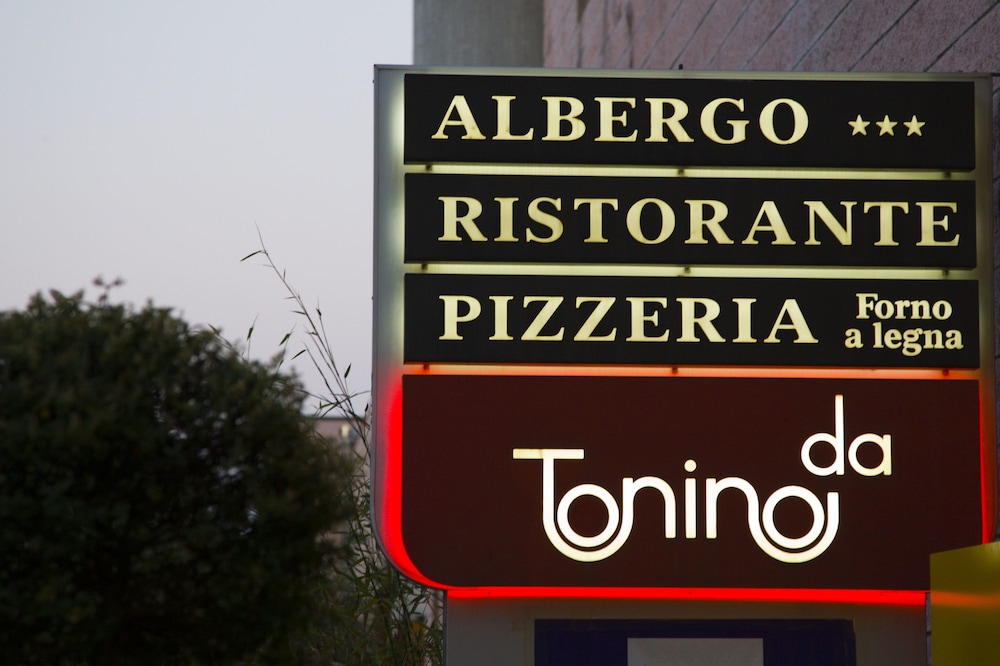 ALBERGO ★★★
RISTORANTE
PIZZERIA Forno
a legna
da
Tonino